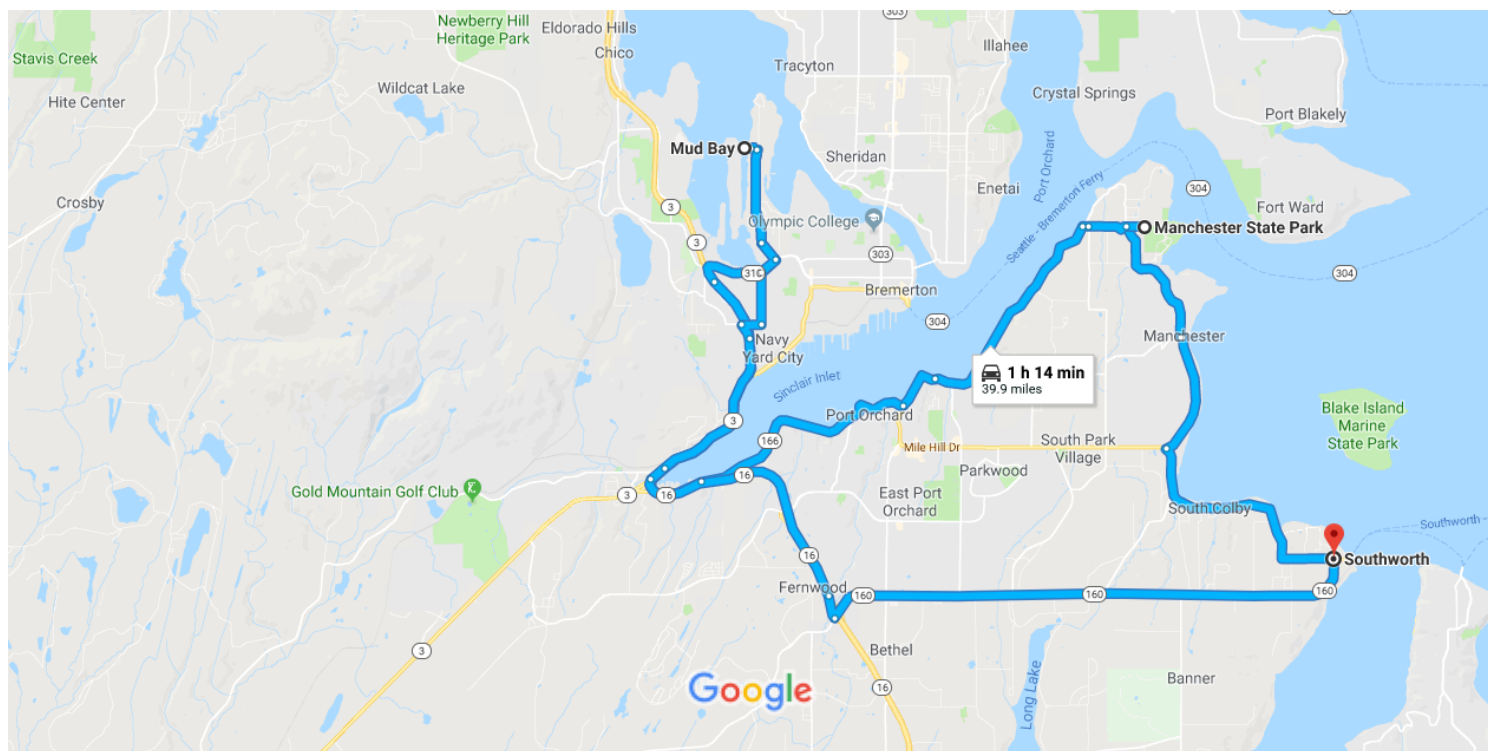 Newberry Hill
Heritage Park
Eldorado Hills
Chico
303
Illahee
Stavis Creek
Tracyton
Hite Center
Wildcat Lake
Crystal Springs
Port Blakely
Mud Bay
Sheridan
Port Orchard
Enetai
Seattle - Bremerton Ferry
304
Crosby
3
Fort Ward
Olympic College
Manchester State Park
3
303
310
304
Bremerton
304
Manchester
Navy
Yard City
Sinclair Inlet
1 h 14 min
39.9 miles
Blake Island
Marine
State Park
3
Port Orchard
166
Mile Hill Dr
South Park
Village
Parkwood
16
Gold Mountain Golf Club
3
16
East Port
Orchard
South Colby
Southworth
16
Southworth
Fernwood
160
160
160
3
Bethel
Long Lake
Banner
16
Google